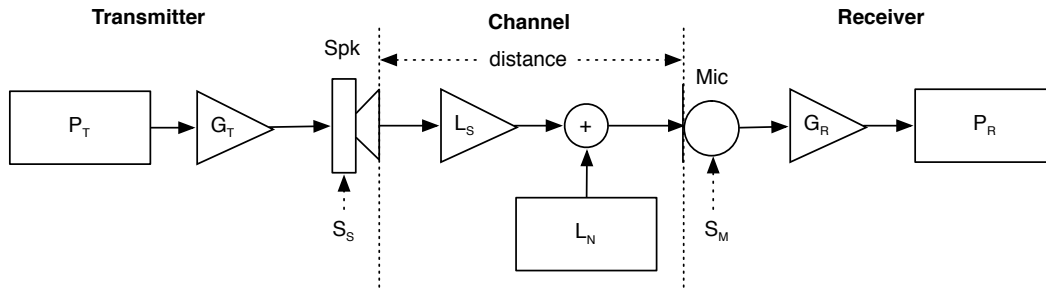 Transmitter
Channel
Receiver
Spk
distance
Mic
P_T
G_T
L_S
+
G_R
P_R
S_S
L_N
S_M